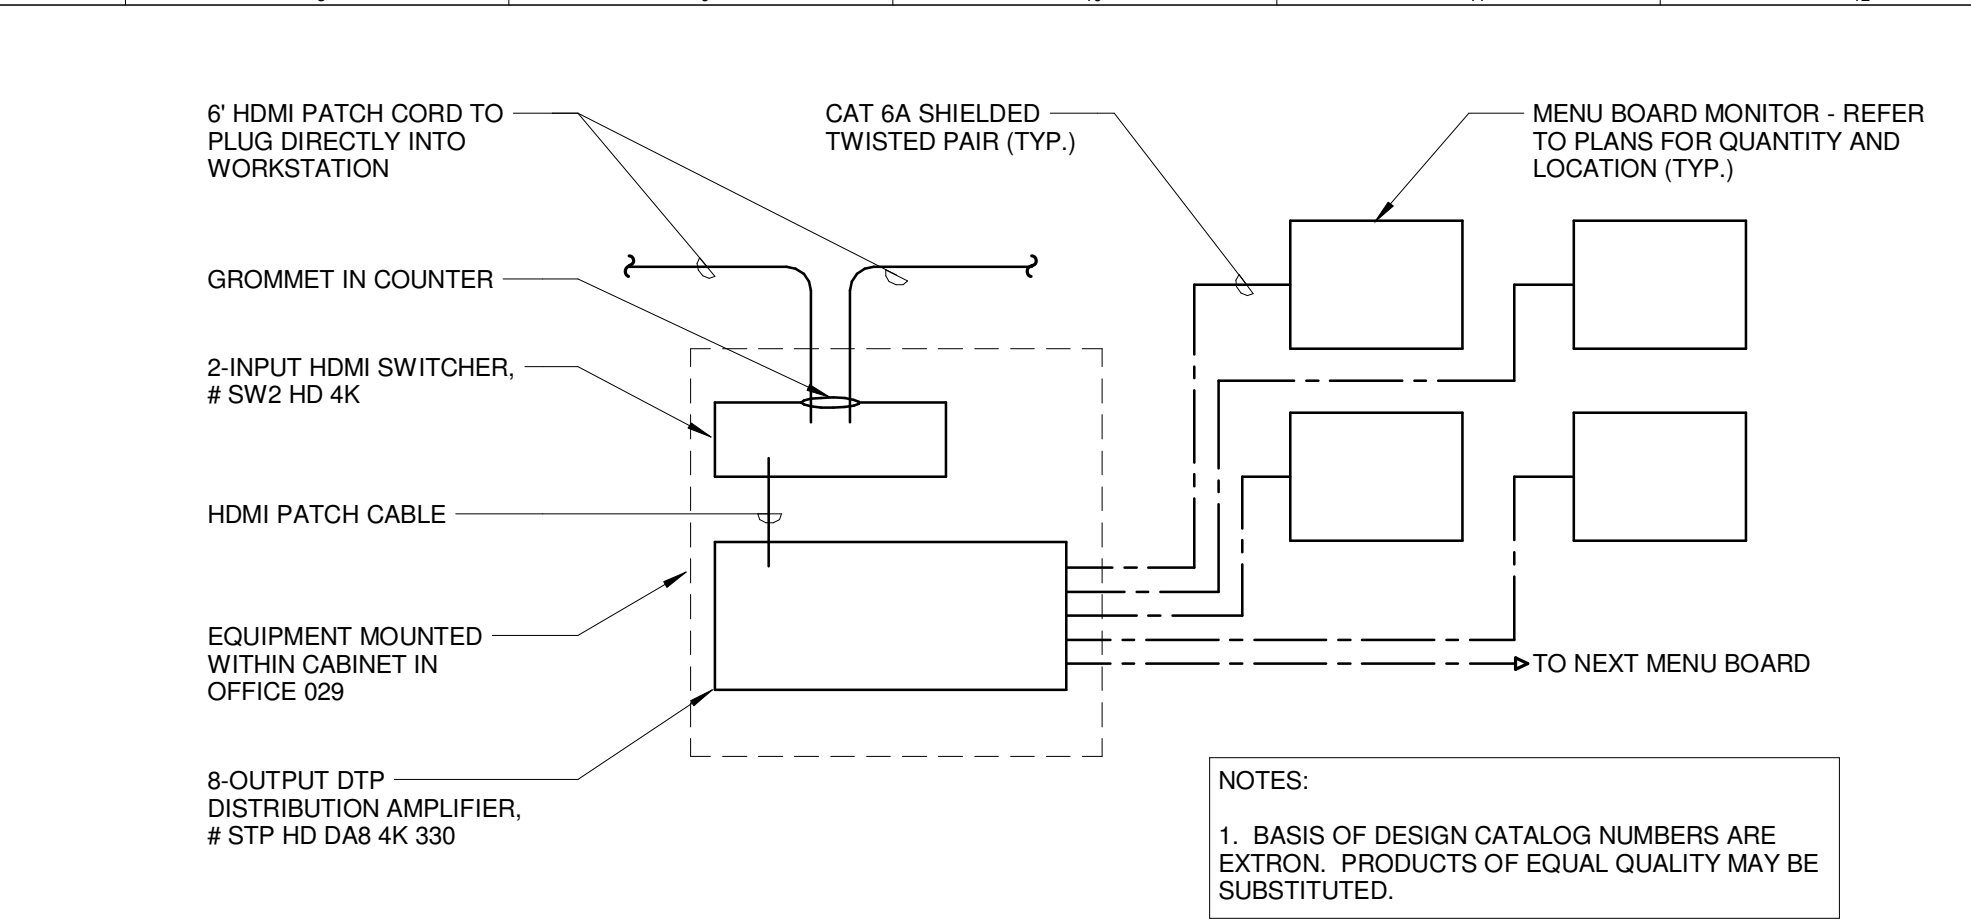 6' HDMI PATCH CORD TO
PLUG DIRECTLY INTO
WORKSTATION
CAT 6A SHIELDED
TWISTED PAIR (TYP.)
MENU BOARD MONITOR - REFER
TO PLANS FOR QUANTITY AND
LOCATION (TYP.)
GROMMET IN COUNTER
2-INPUT HDMI SWITCHER,
# SW2 HD 4K
HDMI PATCH CABLE
EQUIPMENT MOUNTED
WITHIN CABINET IN
OFFICE 029
TO NEXT MENU BOARD
8-OUTPUT DTP
DISTRIBUTION AMPLIFIER,
# STP HD DA8 4K 330
NOTES:
1. BASIS OF DESIGN CATALOG NUMBERS ARE
EXTRON. PRODUCTS OF EQUAL QUALITY MAY BE
SUBSTITUTED.